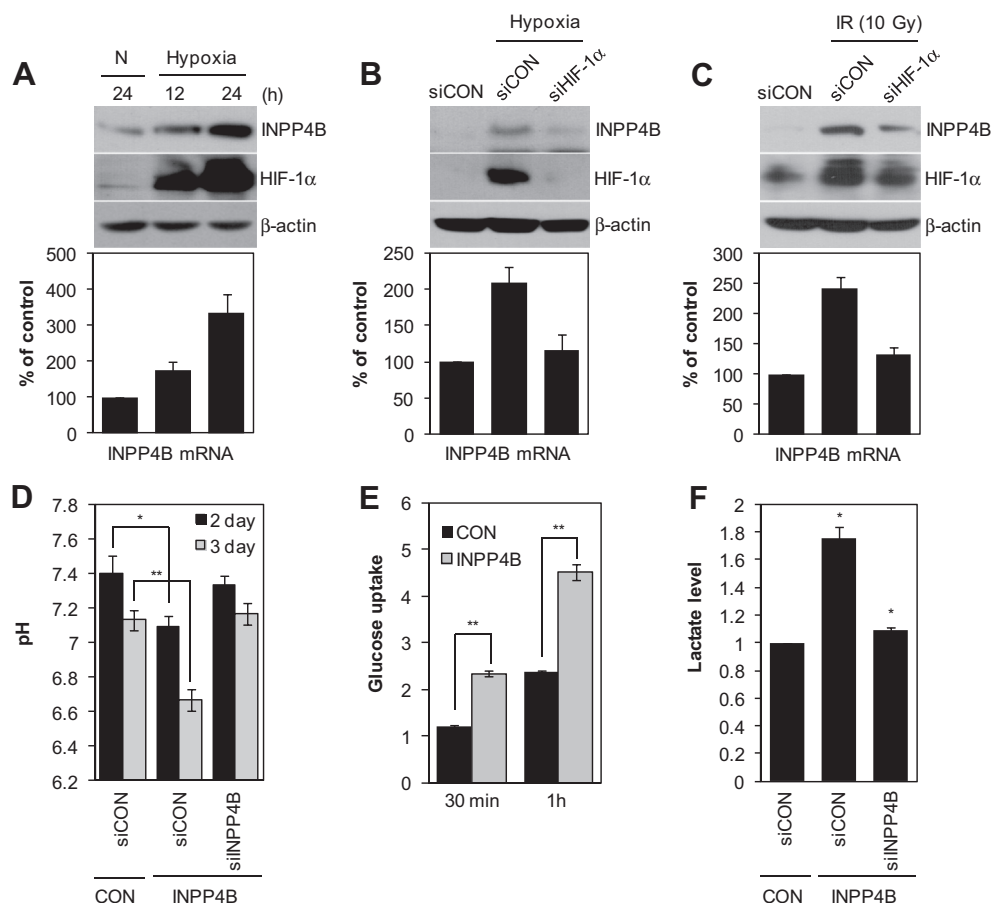 A
N
Hypoxia
24 12 24 (h)
INPP4B
HIF-1α
β-actin
% of control
500
400
300
200
100
0
INPP4B mRNA
B
Hypoxia
siCON siCON siHIF-1α
INPP4B
HIF-1α
β-actin
% of control
250
200
150
100
50
0
INPP4B mRNA
C
IR (10 Gy)
siCON siCON siHIF-1α
INPP4B
HIF-1α
β-actin
% of control
300
250
200
150
100
50
0
INPP4B mRNA
D
pH
7.8
7.6
7.4
7.2
7
6.8
6.6
6.4
6.2
2 day
3 day
*
**
siCON siCON siINPP4B
CON INPP4B
E
Glucose uptake
6
5
4
3
2
1
0
CON
INPP4B
**
**
30 min 1h
F
Lactate level
2
1.8
1.6
1.4
1.2
1
0.8
0.6
0.4
0.2
0
*
*
siCON siCON siINPP4B
CON INPP4B